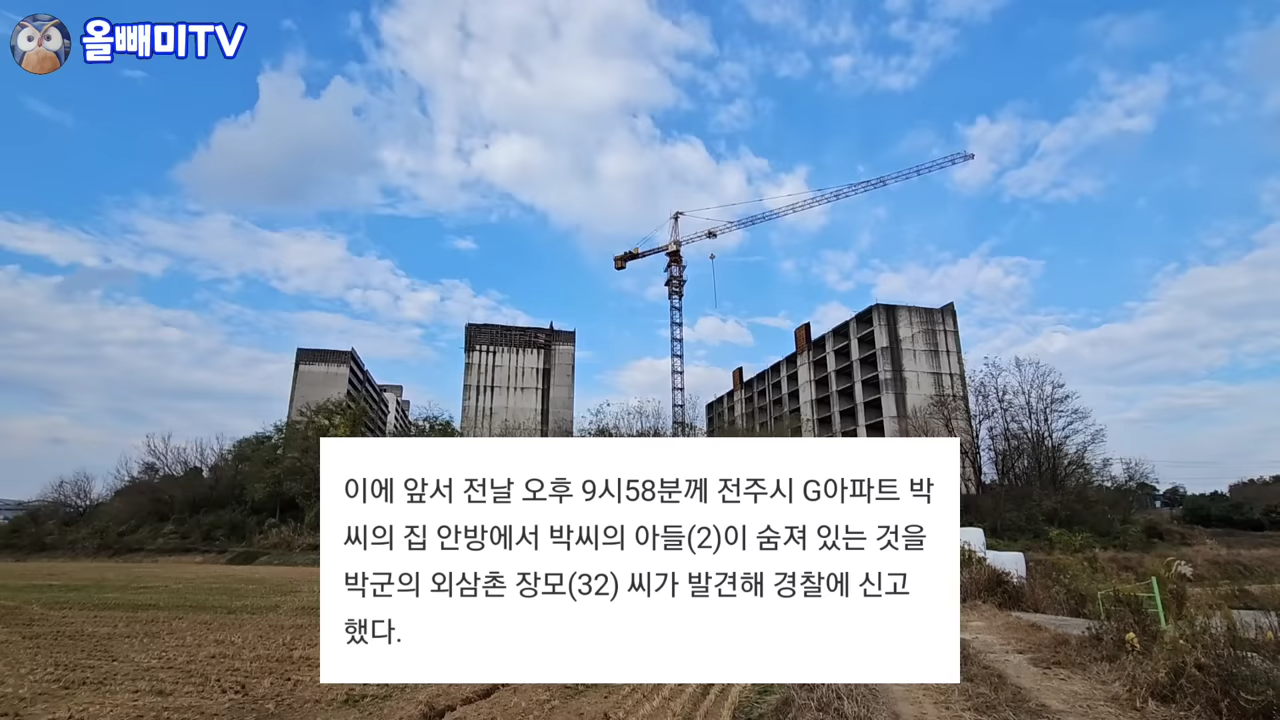 올빼미TV
이에 앞서 전날 오후 9시58분께 전주시 G아파트 박
씨의 집 안방에서 박씨의 아들(2)이 숨져 있는 것을
박군의 외삼촌 장모(32) 씨가 발견해 경찰에 신고
했다.